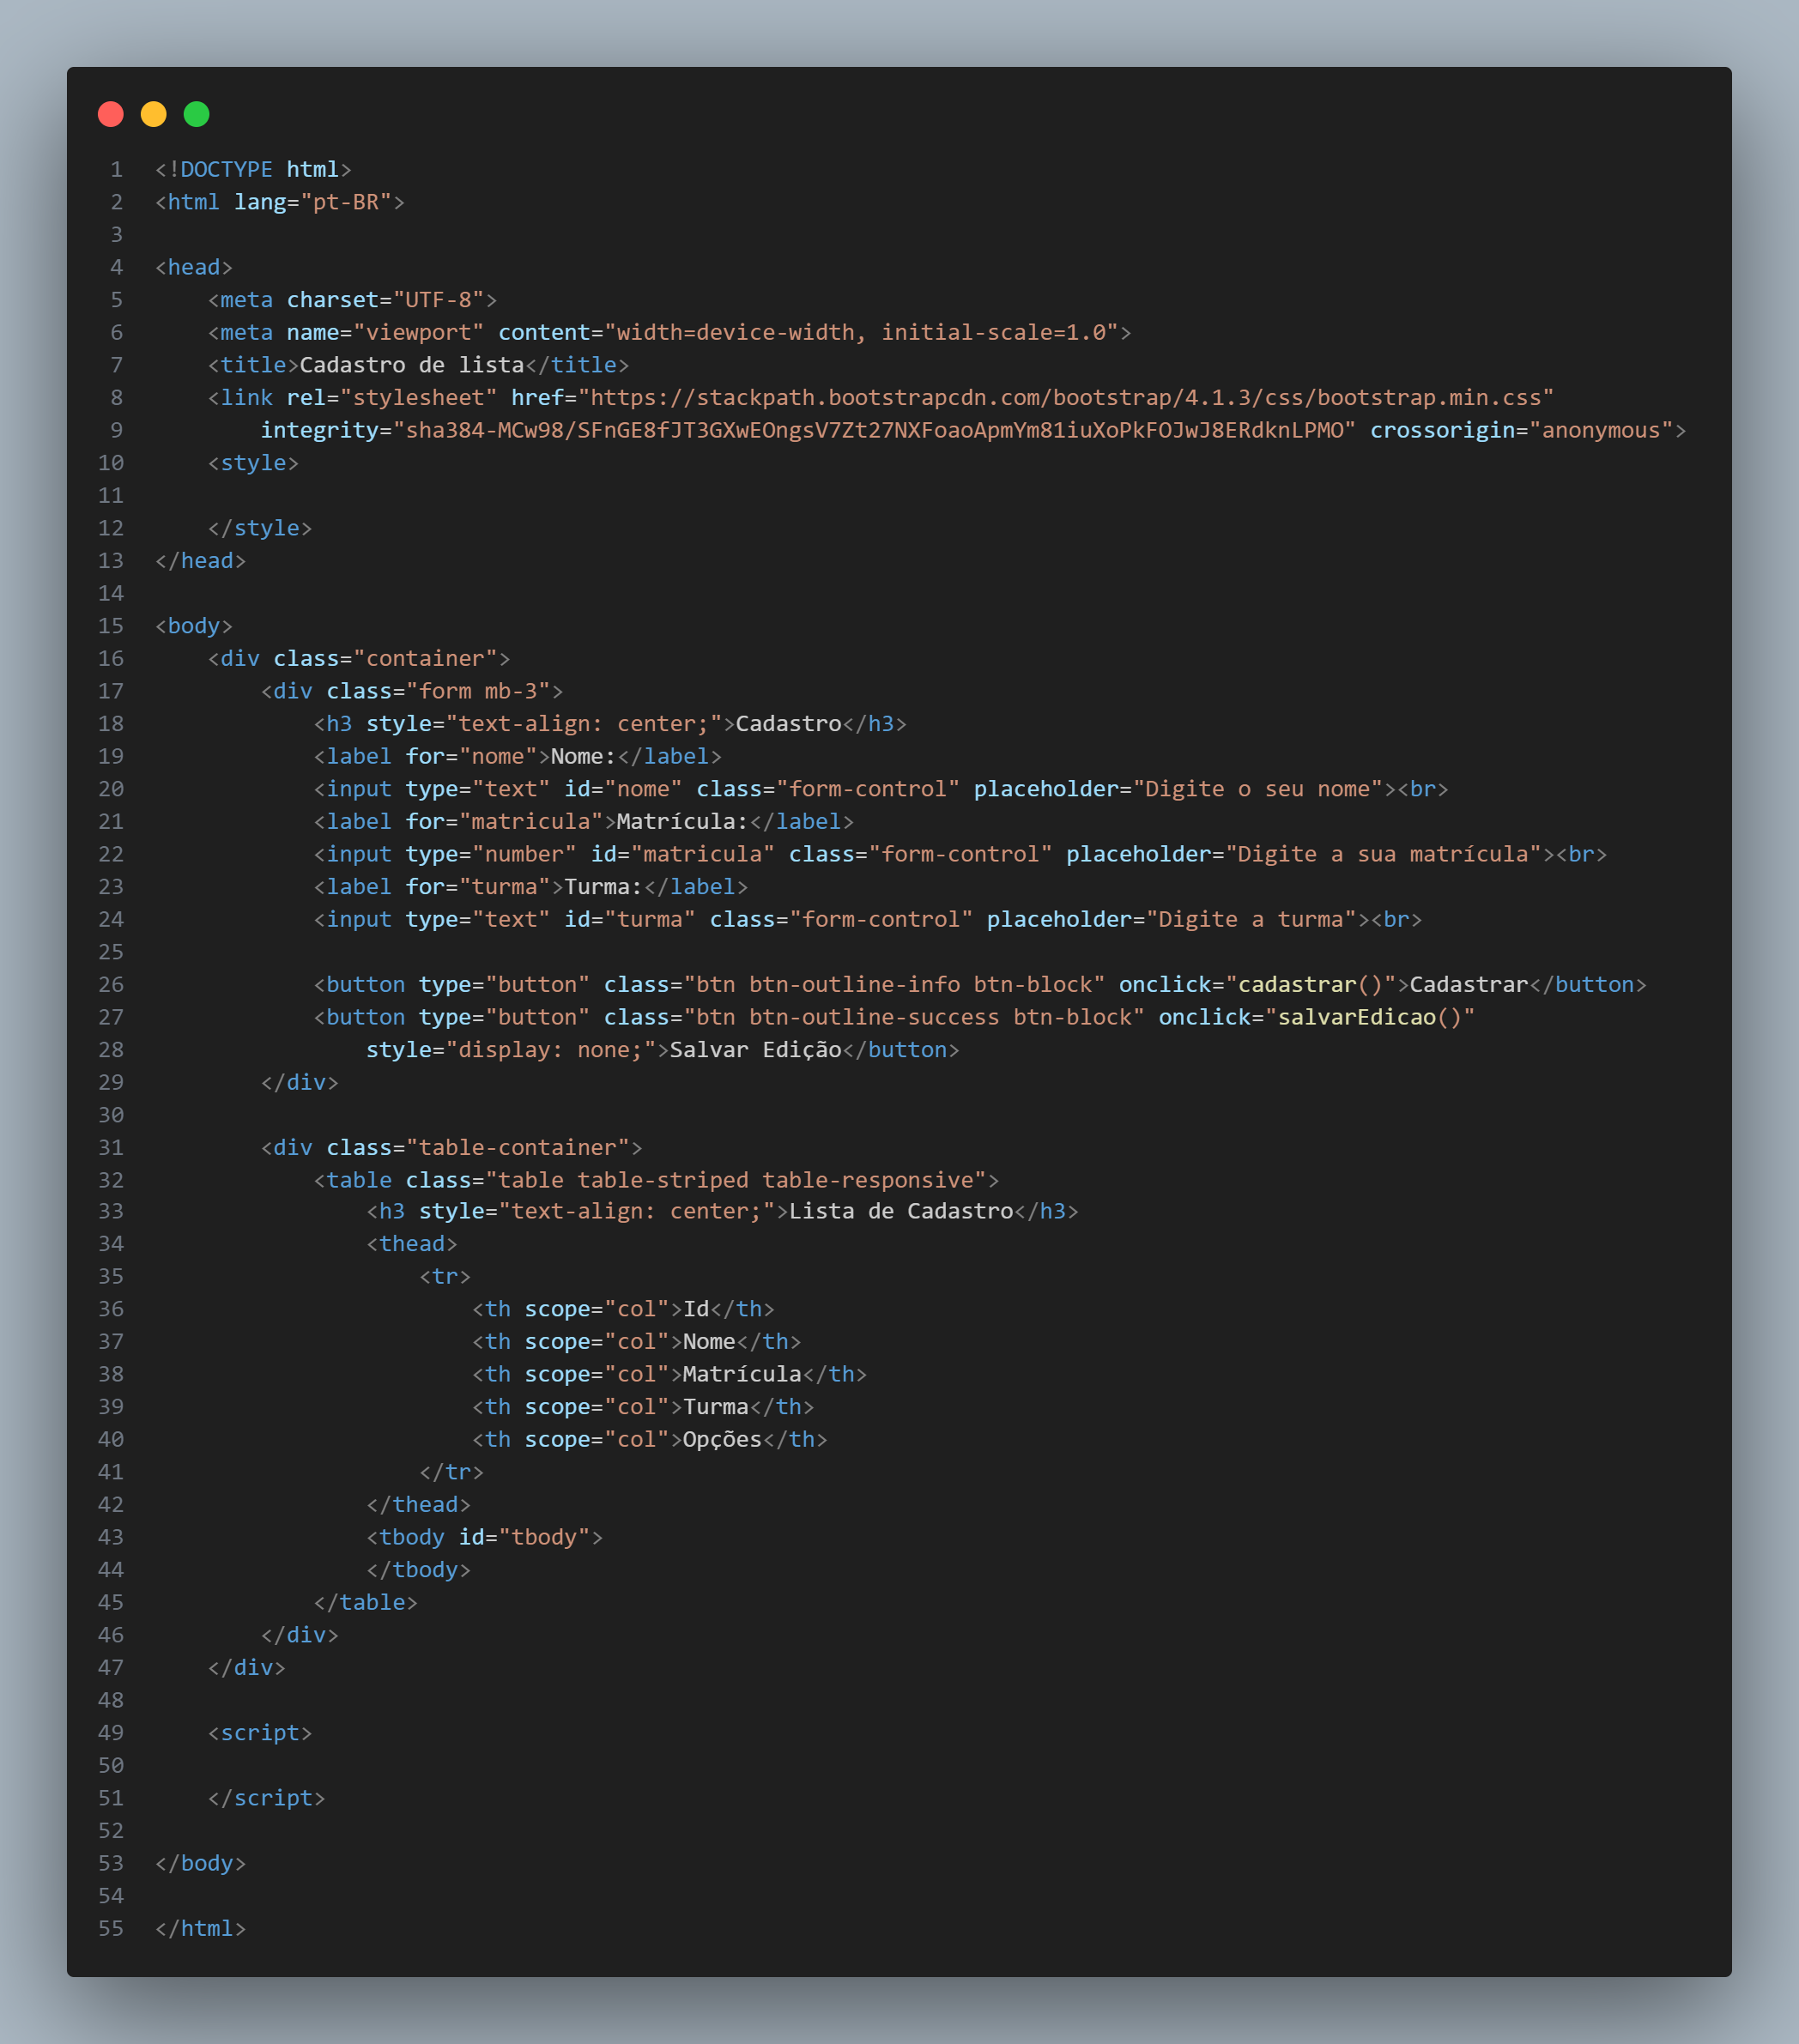 1 <!DOCTYPE html>
2 <html lang="pt-BR">
3
4 <head>
5     <meta charset="UTF-8">
6     <meta name="viewport" content="width=device-width, initial-scale=1.0">
7     <title>Cadastro de lista</title>
8     <link rel="stylesheet" href="https://stackpath.bootstrapcdn.com/bootstrap/4.1.3/css/bootstrap.min.css"
9         integrity="sha384-MCw98/SFnGE8fJT3GXwEOngsV7Zt27NXFoaoApmYm81iuXoPkFOJwJ8ERdknLPMO" crossorigin="anonymous">
10     <style>
11
12     </style>
13 </head>
14
15 <body>
16     <div class="container">
17         <div class="form mb-3">
18             <h3 style="text-align: center;">Cadastro</h3>
19             <label for="nome">Nome:</label>
20             <input type="text" id="nome" class="form-control" placeholder="Digite o seu nome"><br>
21             <label for="matricula">Matrícula:</label>
22             <input type="number" id="matricula" class="form-control" placeholder="Digite a sua matrícula"><br>
23             <label for="turma">Turma:</label>
24             <input type="text" id="turma" class="form-control" placeholder="Digite a turma"><br>
25
26             <button type="button" class="btn btn-outline-info btn-block" onclick="cadastrar()">Cadastrar</button>
27             <button type="button" class="btn btn-outline-success btn-block" onclick="salvarEdicao()"
28                 style="display: none;">Salvar Edição</button>
29         </div>
30
31         <div class="table-container">
32             <table class="table table-striped table-responsive">
33                 <h3 style="text-align: center;">Lista de Cadastro</h3>
34                 <thead>
35                     <tr>
36                         <th scope="col">Id</th>
37                         <th scope="col">Nome</th>
38                         <th scope="col">Matrícula</th>
39                         <th scope="col">Turma</th>
40                         <th scope="col">Opções</th>
41                     </tr>
42                 </thead>
43                 <tbody id="tbody">
44                 </tbody>
45             </table>
46         </div>
47     </div>
48
49     <script>
50
51     </script>
52
53 </body>
54
55 </html>